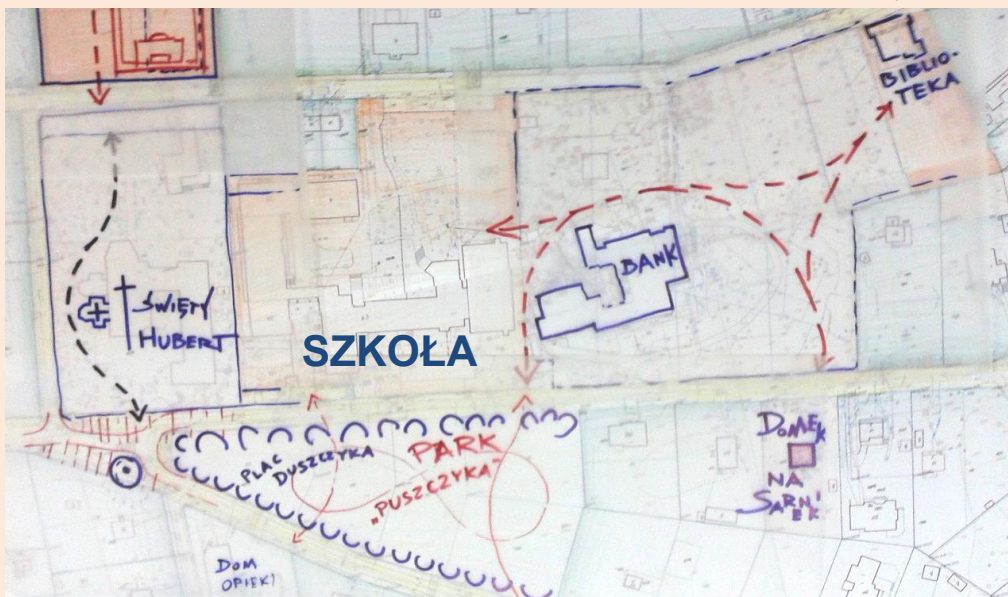 BIBLIO-
TEKA
BANK
ŚWIĘTY
HUBERT
SZKOŁA
PLAC
DUSZCZYKA
PARK
„PUSZCZYKA"
DOMEK
NA
SARNIEK
DOM
OPIEKI